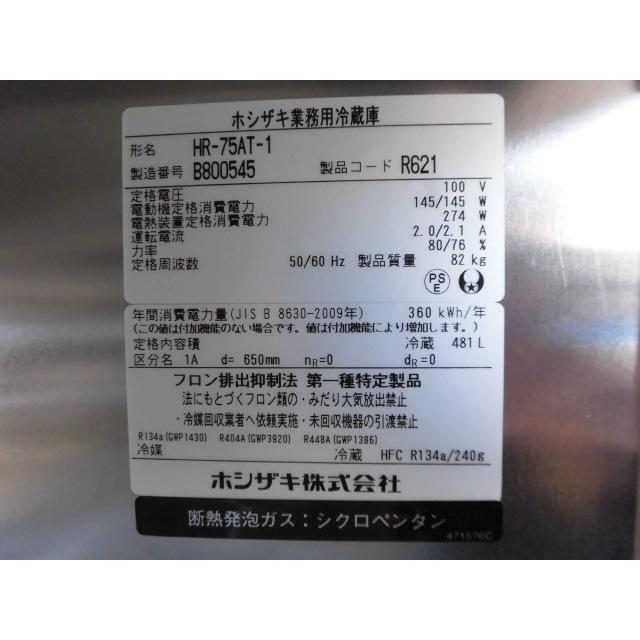 ホシザキ業務用冷蔵庫
形名 HR-75AT-1
製造番号 B800545 製品コード R621
定格電圧 100 V
電動機定格消費電力 145/145 W
電熱装置定格消費電力 274 W
運転電流 2.0/2.1 A
力率 80/76 %
定格周波数 50/60 Hz 製品質量 82 kg
PSE
年間消費電力量(JIS B 8630-2009年) 360 kWh/年
(この値は付加機能のない場合です。値は付加機能により増加します。)
定格内容積 冷蔵 481 L
区分名 1A d= 650mm nR=0 dR=0
フロン排出抑制法 第一種特定製品
法にもとづくフロン類の・みだり大気放出禁止
・冷媒回収業者へ依頼実施・未回収機器の引渡禁止
R134a(GWP1430) R404A(GWP3920) R448A(GWP1386)
冷媒 冷蔵 HFC R134a/240g
ホシザキ株式会社
断熱発泡ガス:シクロペンタン
471576C